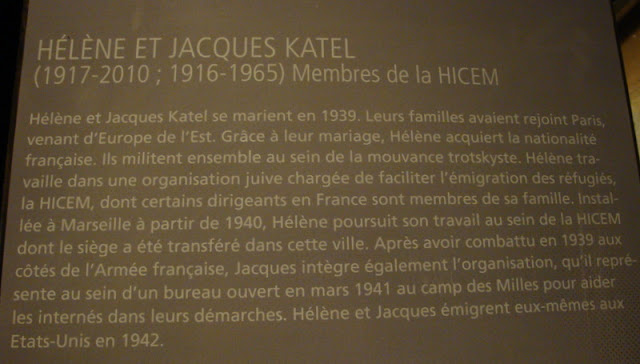 HÉLÈNE ET JACQUES KATEL
(1917-2010 ; 1916-1965) Membres de la HICEM
Hélène et Jacques Katel se marient en 1939. Leurs familles avaient rejoint Paris,
venant d'Europe de l'Est. Grâce à leur mariage, Hélène acquiert la nationalité
française. Ils militent ensemble au sein de la mouvance trotskyste. Hélène tra-
vaille dans une organisation juive chargée de faciliter l'émigration des réfugiés,
la HICEM, dont certains dirigeants en France sont membres de sa famille. Instal-
lée à Marseille à partir de 1940, Hélène poursuit son travail au sein de la HICEM
dont le siège a été transféré dans cette ville. Après avoir combattu en 1939 aux
côtés de l'Armée française, Jacques intègre également l'organisation, qu'il repré-
sente au sein d'un bureau ouvert en mars 1941 au camp des Milles pour aider
les internés dans leurs démarches. Hélène et Jacques émigrent eux-mêmes aux
Etats-Unis en 1942.